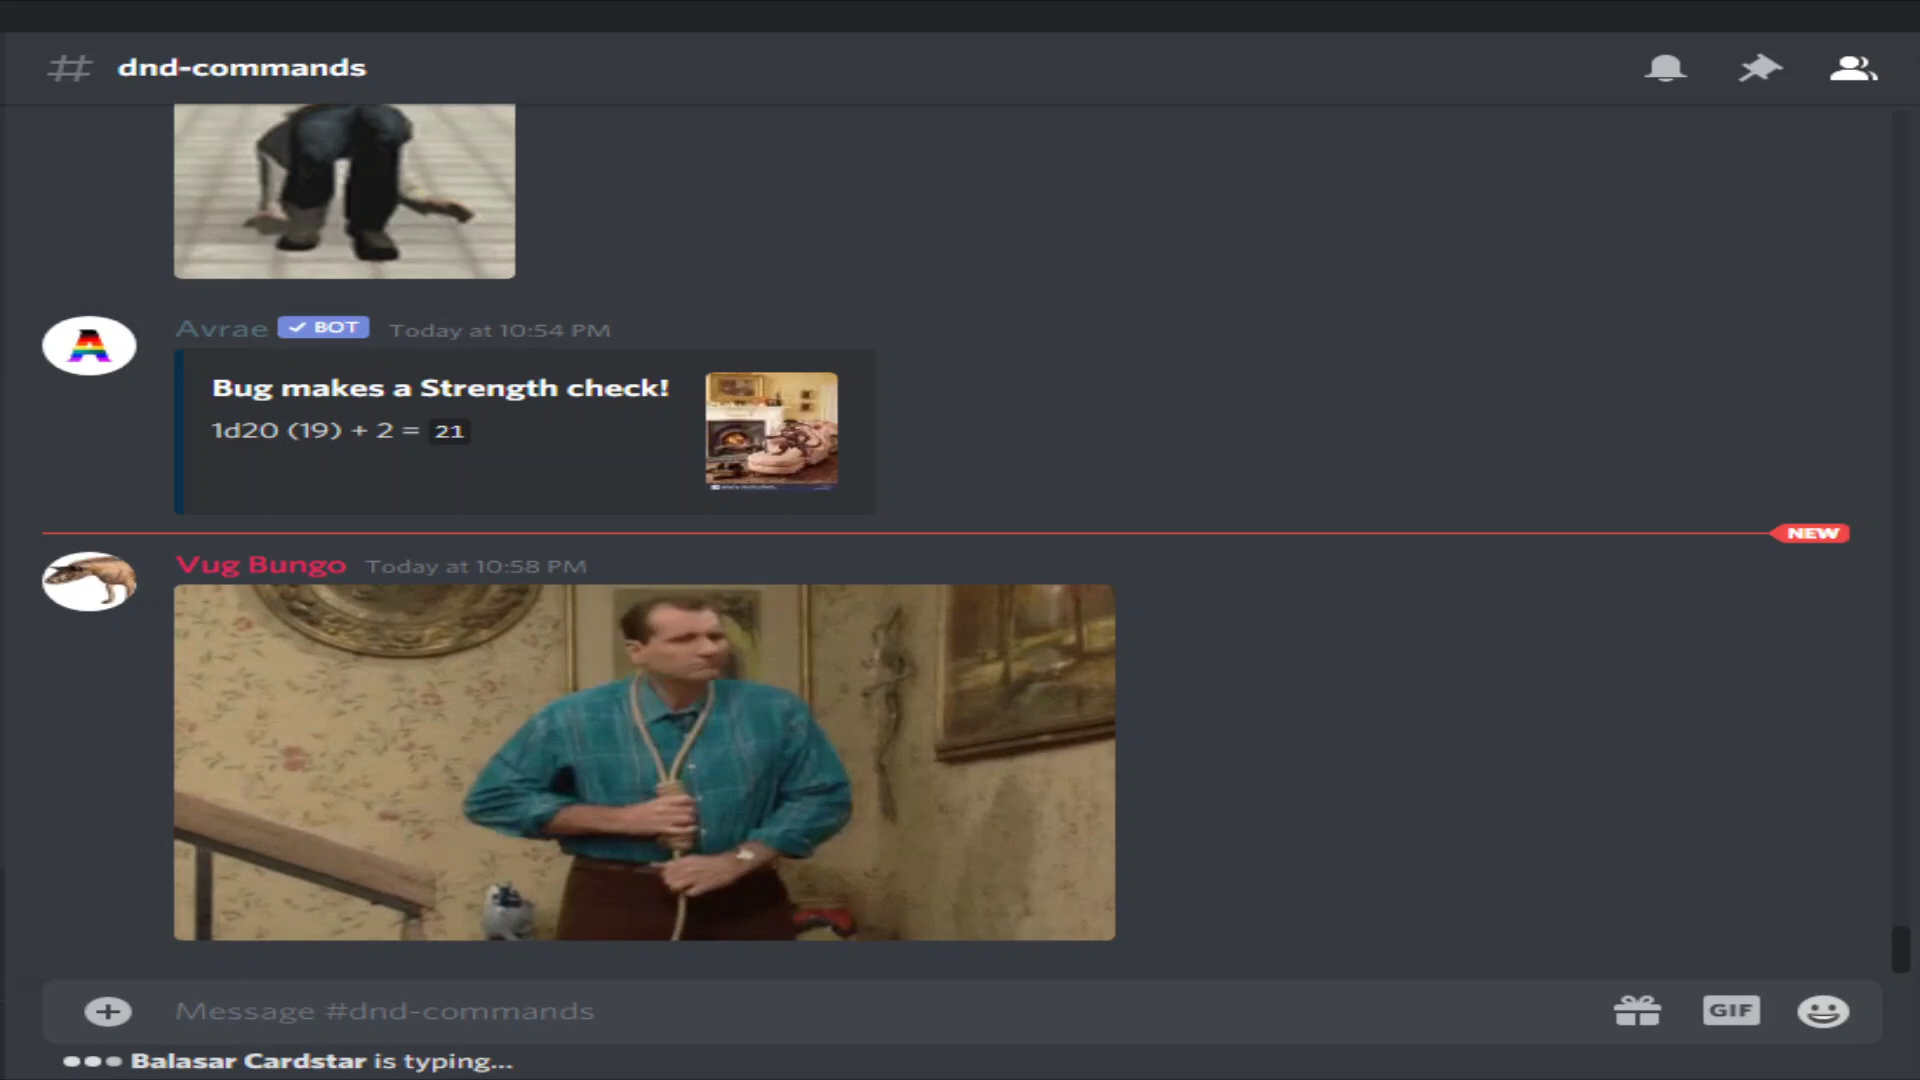 dnd-commands
Avrae BOT Today at 10:54 PM
Bug makes a Strength check!
1d20 (19) + 2 = 21
NEW
Vug Bungo Today at 10:58 PM
Message #dnd-commands
GIF
Balasar Cardstar is typing...